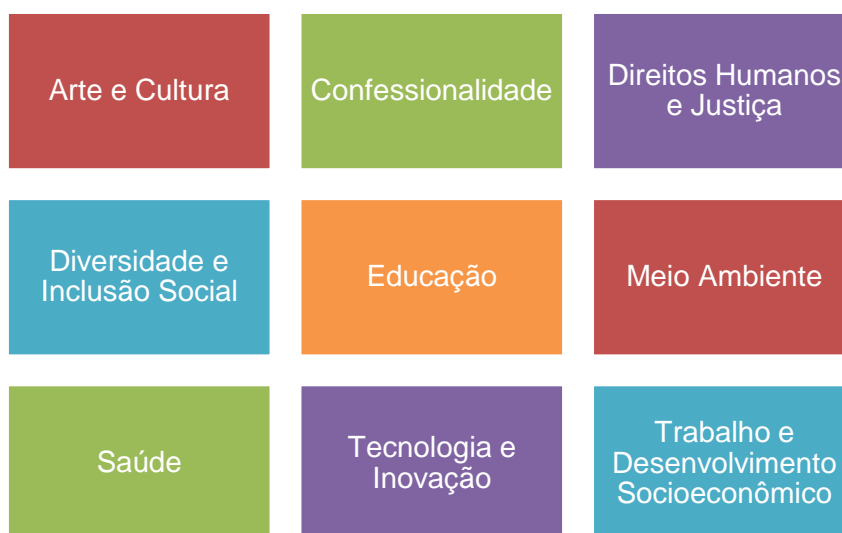 Arte e Cultura
Confessionalidade
Direitos Humanos
e Justiça
Diversidade e
Inclusão Social
Educação
Meio Ambiente
Saúde
Tecnologia e
Inovação
Trabalho e
Desenvolvimento
Socioeconômico